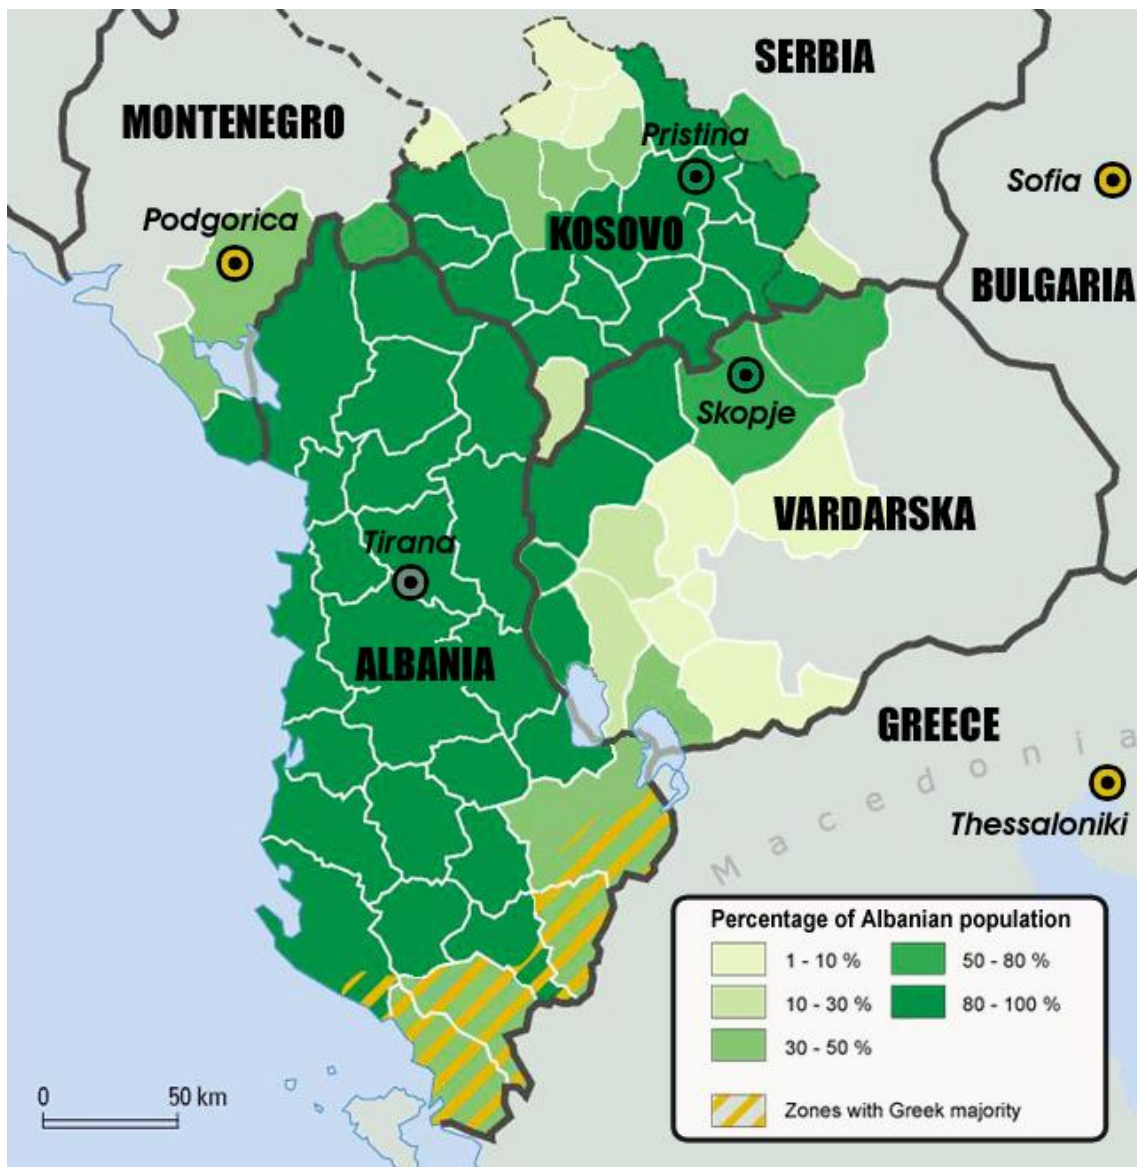 SERBIA
MONTENEGRO
Pristina
Sofia
Podgorica
KOSOVO
BULGARIA
Skopje
VARDARSKA
Tirana
ALBANIA
GREECE
Macedonia
Thessaloniki
Percentage of Albanian population
1 - 10 % 50 - 80 %
10 - 30 % 80 - 100 %
30 - 50 %
Zones with Greek majority
0 50 km